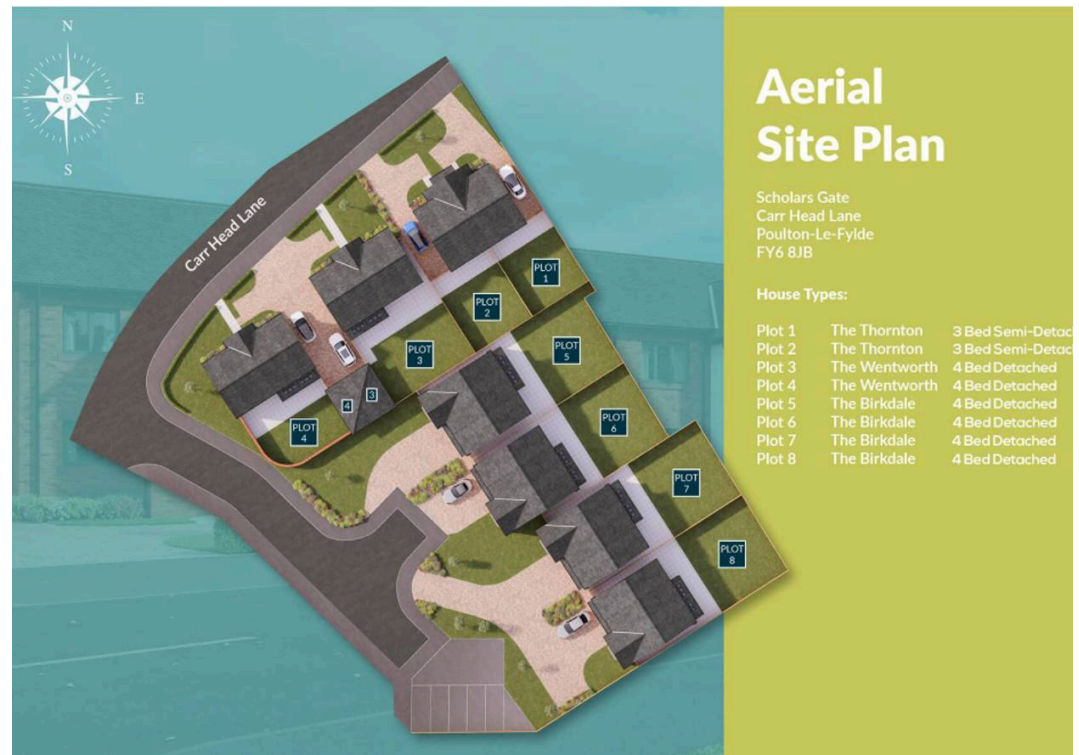 N
E
S
Carr Head Lane
PLOT 1
PLOT 2
PLOT 3
PLOT 4
3
4
PLOT 5
PLOT 6
PLOT 7
PLOT 8
Aerial
Site Plan
Scholars Gate
Carr Head Lane
Poulton-Le-Fylde
FY6 8JB
House Types:
Plot 1 The Thornton 3 Bed Semi-Detach
Plot 2 The Thornton 3 Bed Semi-Detach
Plot 3 The Wentworth 4 Bed Detached
Plot 4 The Wentworth 4 Bed Detached
Plot 5 The Birkdale 4 Bed Detached
Plot 6 The Birkdale 4 Bed Detached
Plot 7 The Birkdale 4 Bed Detached
Plot 8 The Birkdale 4 Bed Detached